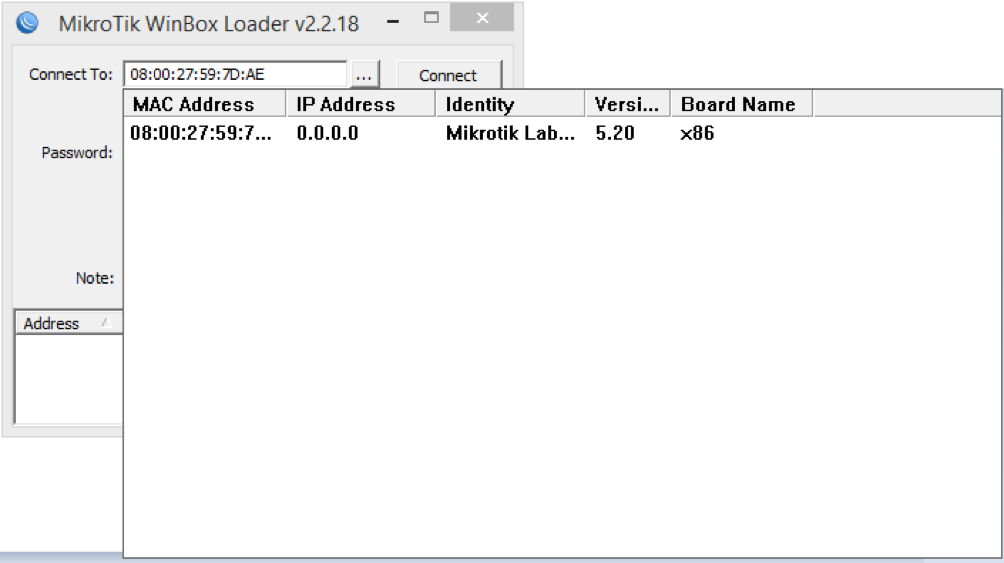 MikroTik WinBox Loader v2.2.18
Connect To: 08:00:27:59:7D:AE ... Connect
MAC Address IP Address Identity Versi... Board Name
08:00:27:59:7... 0.0.0.0 Mikrotik Lab... 5.20 x86
Password:
Note:
Address